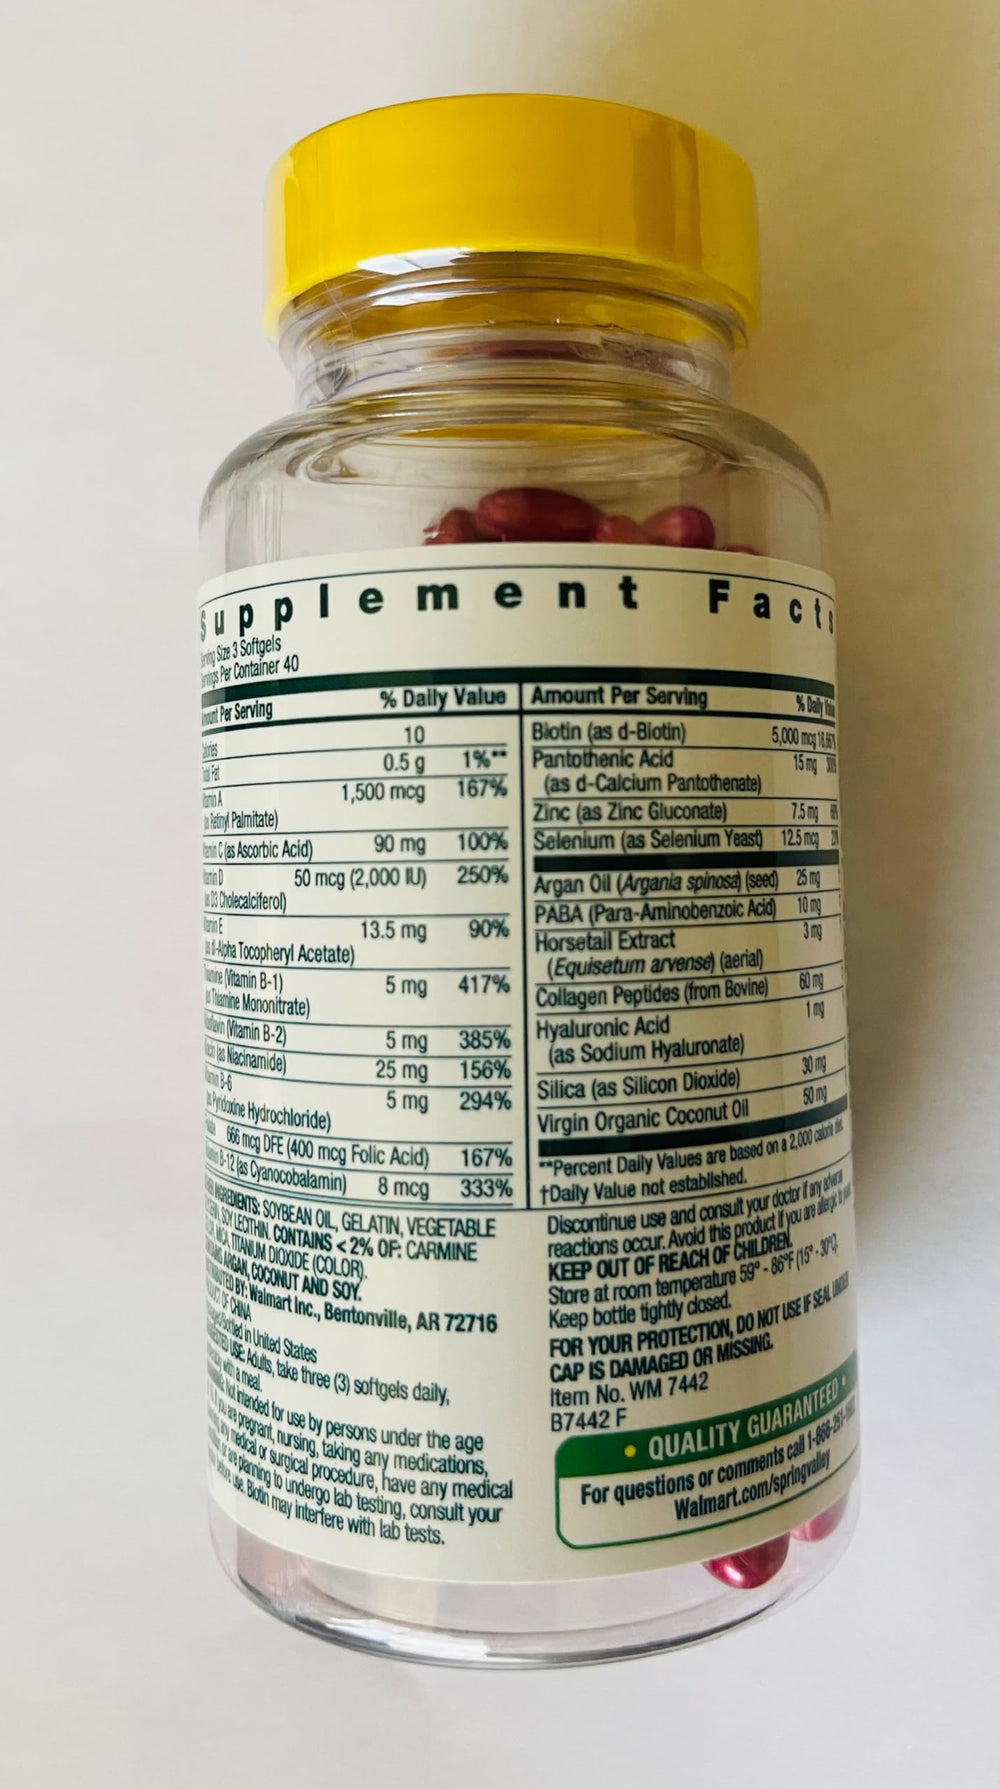 Supplement Facts
Serving Size 3 Softgels
Servings Per Container 40
Amount Per Serving % Daily Value
Calories 10
Total Fat 0.5 g 1%**
Vitamin A 1,500 mcg 167%
(as Retinyl Palmitate)
Vitamin C (as Ascorbic Acid) 90 mg 100%
Vitamin D 50 mcg (2,000 IU) 250%
(as D3 Cholecalciferol)
Vitamin E 13.5 mg 90%
(as d-Alpha Tocopheryl Acetate)
Thiamine (Vitamin B-1) 5 mg 417%
(as Thiamine Mononitrate)
Riboflavin (Vitamin B-2) 5 mg 385%
Niacin (as Niacinamide) 25 mg 156%
Vitamin B-6 5 mg 294%
(as Pyridoxine Hydrochloride)
Folate 666 mcg DFE (400 mcg Folic Acid) 167%
Vitamin B-12 (as Cyanocobalamin) 8 mcg 333%
INGREDIENTS: SOYBEAN OIL, GELATIN, VEGETABLE
SOY LECITHIN. CONTAINS <2% OF: CARMINE
MICA, TITANIUM DIOXIDE (COLOR).
ARGAN, COCONUT AND SOY.
BY: Walmart Inc., Bentonville, AR 72716
OF CHINA
in United States
USE: Adults, take three (3) softgels daily,
with a meal.
Not intended for use by persons under the age
you are pregnant, nursing, taking any medications,
any medical or surgical procedure, have any medical
or are planning to undergo lab testing, consult your
before use. Biotin may interfere with lab tests.
Amount Per Serving % Daily Value
Biotin (as d-Biotin) 5,000 mcg 16,667%
Pantothenic Acid 15 mg 300%
(as d-Calcium Pantothenate)
Zinc (as Zinc Gluconate) 7.5 mg
Selenium (as Selenium Yeast) 12.5 mcg
Argan Oil (Argania spinosa) (seed) 25 mg
PABA (Para-Aminobenzoic Acid) 10 mg
Horsetail Extract 3 mg
(Equisetum arvense) (aerial)
Collagen Peptides (from Bovine) 60 mg
Hyaluronic Acid 1 mg
(as Sodium Hyaluronate)
Silica (as Silicon Dioxide) 30 mg
Virgin Organic Coconut Oil 50 mg
**Percent Daily Values are based on a 2,000 calorie diet.
†Daily Value not established.
Discontinue use and consult your doctor if any adverse
reactions occur. Avoid this product if you are allergic to
KEEP OUT OF REACH OF CHILDREN.
Store at room temperature 59° - 86°F (15° - 30°C).
Keep bottle tightly closed.
FOR YOUR PROTECTION, DO NOT USE IF SEAL UNDER
CAP IS DAMAGED OR MISSING.
Item No. WM 7442
B7442 F
• QUALITY GUARANTEED •
For questions or comments call
Walmart.com/springvalley